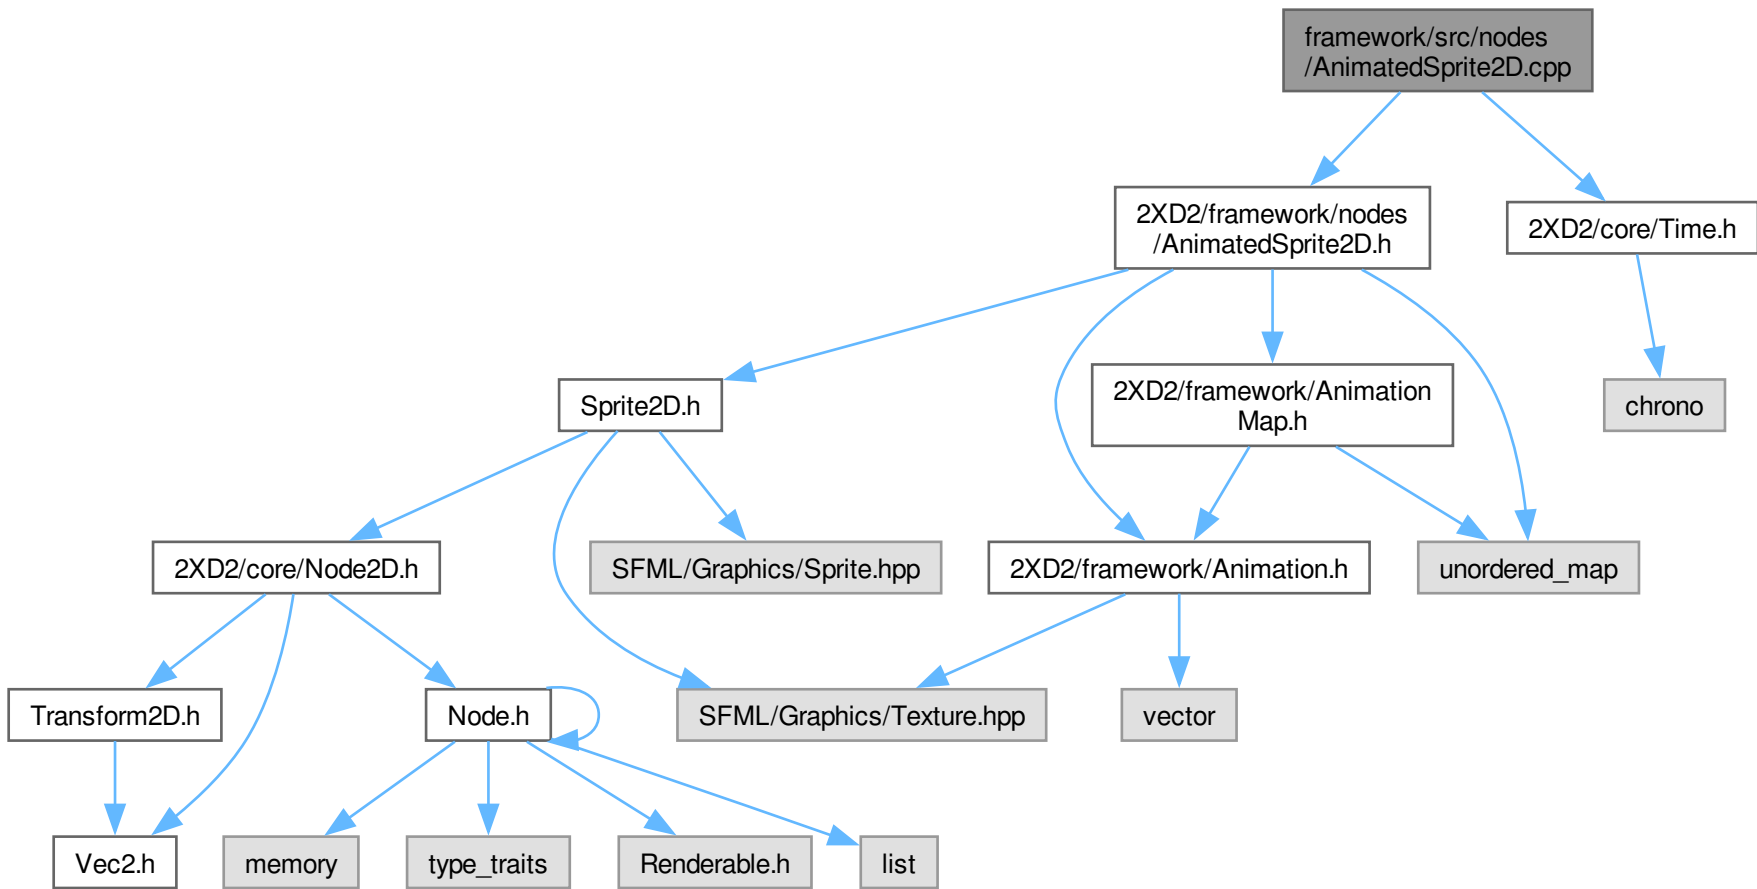 framework/src/nodes
/AnimatedSprite2D.cpp
2XD2/framework/nodes
/AnimatedSprite2D.h
2XD2/core/Time.h
Sprite2D.h
2XD2/framework/Animation
Map.h
chrono
2XD2/core/Node2D.h
SFML/Graphics/Sprite.hpp
2XD2/framework/Animation.h
unordered_map
Transform2D.h
Node.h
SFML/Graphics/Texture.hpp
vector
Vec2.h
memory
type_traits
Renderable.h
list